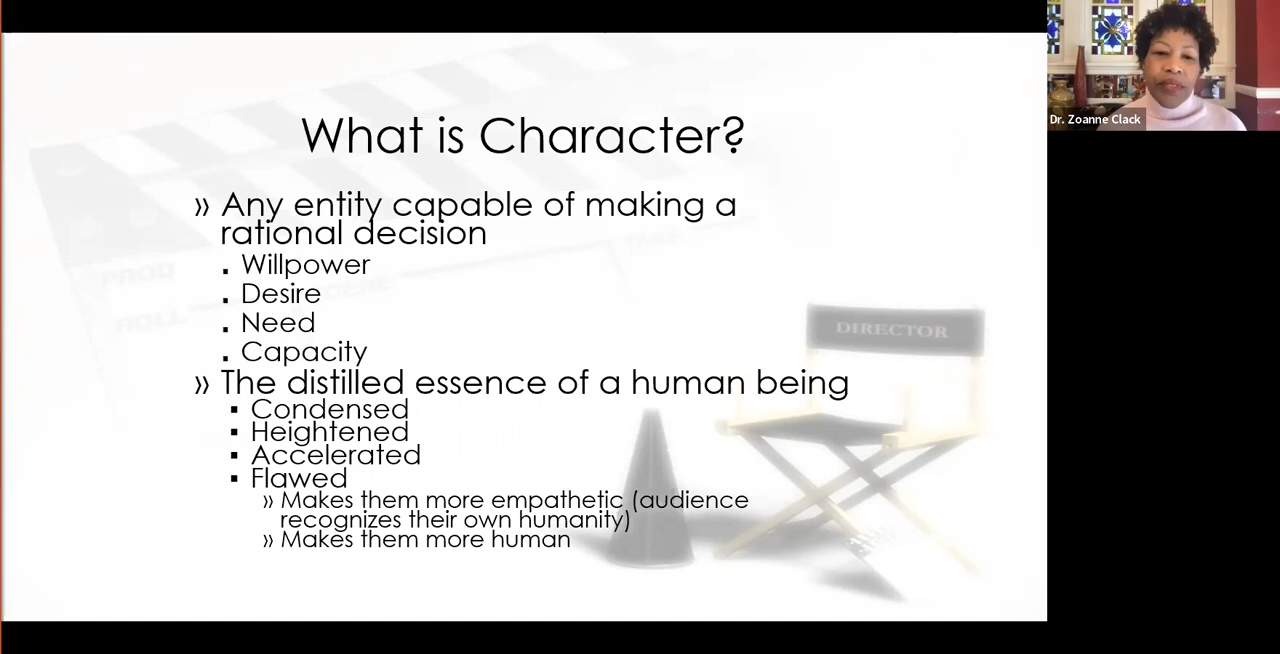 What is Character?
» Any entity capable of making a
rational decision
. Willpower
. Desire
. Need
. Capacity
» The distilled essence of a human being
▪ Condensed
▪ Heightened
▪ Accelerated
▪ Flawed
» Makes them more empathetic (audience
recognizes their own humanity)
» Makes them more human
DIRECTOR
PROD
ROLL
SCENE
TAKE
Dr. Zoanne Clack